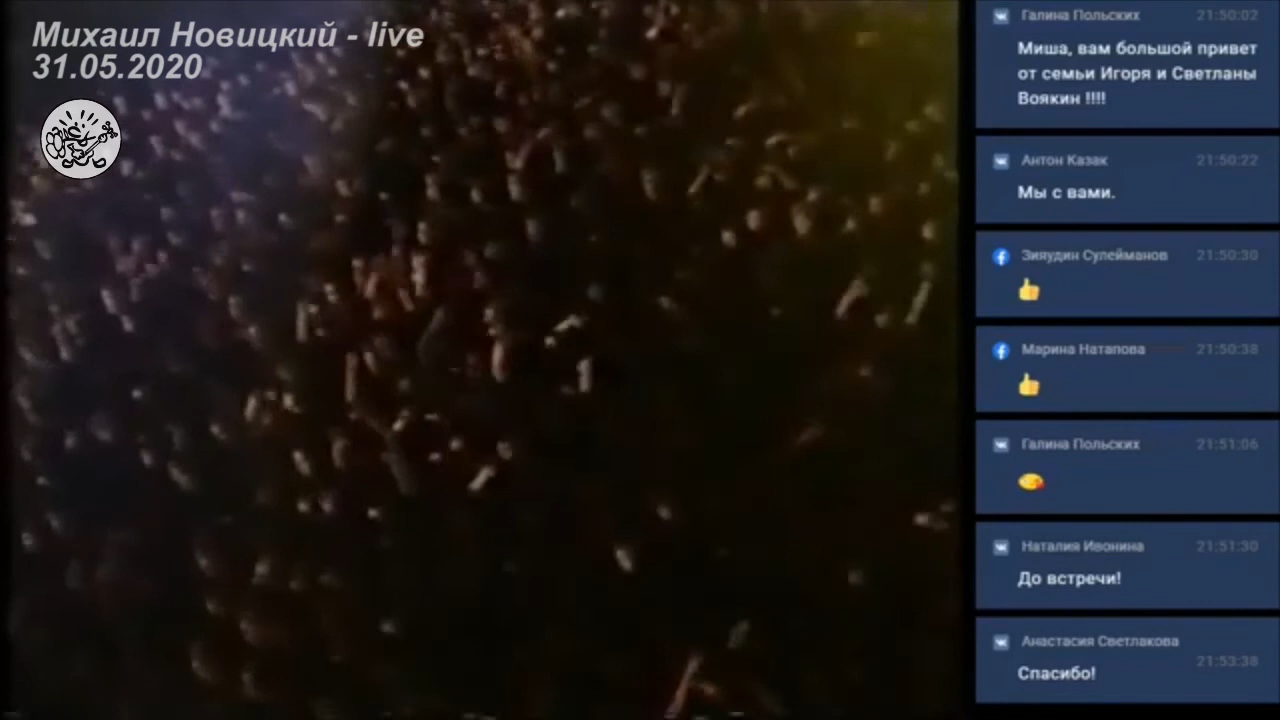 Михаил Новицкий - live
31.05.2020
Галина Польских 21:50:02
Миша, вам большой привет
от семьи Игоря и Светланы
Воякин !!!!
Антон Казак 21:50:22
Мы с вами.
Зияудин Сулейманов 21:50:30
Марина Натапова 21:50:38
Галина Польских 21:51:06
Наталия Ивонина 21:51:30
До встречи!
Анастасия Светлакова
21:53:38
Спасибо!